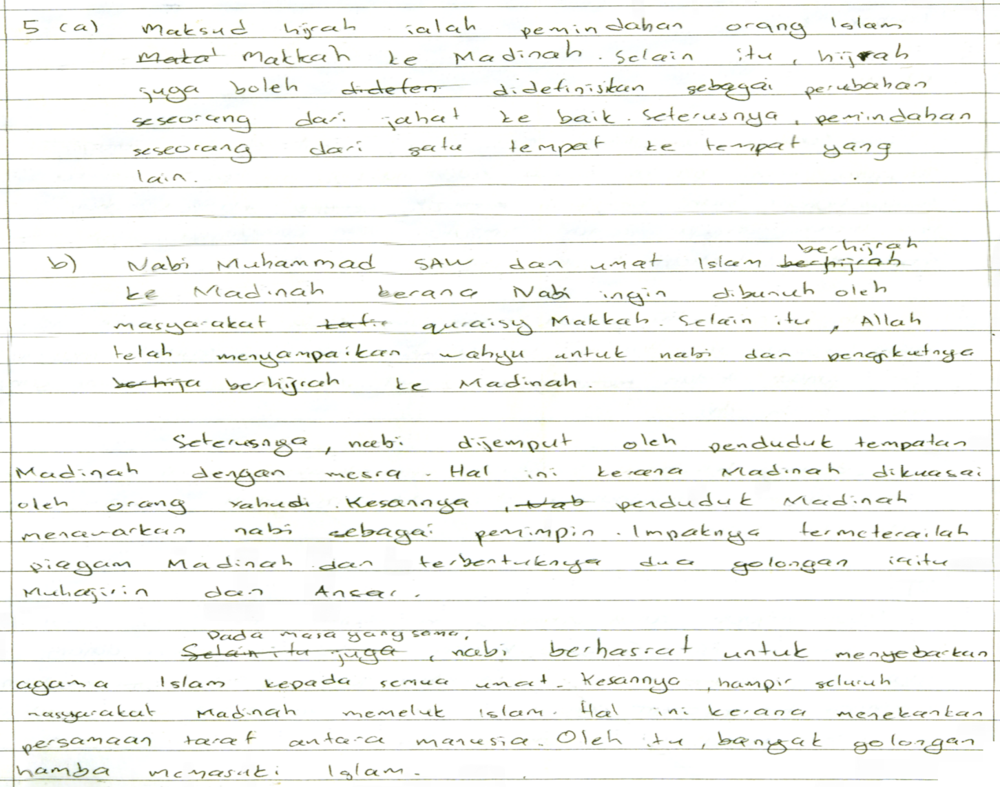 5 (a) Maksud hijrah ialah pemindahan orang Islam
Makkah ke Madinah. Selain itu, hijrah
juga boleh didefinisikan sebagai perubahan
seseorang dari jahat ke baik. Seterusnya, pemindahan
seseorang dari satu tempat ke tempat yang
lain.
berhijrah
b) Nabi Muhammad SAW dan umat Islam berhijrah
ke Madinah kerana Nabi ingin dibunuh oleh
masyarakat kafir quraisy Makkah. Selain itu, Allah
telah menyampaikan wahyu untuk nabi dan pengikutnya
berhija berhijrah ke Madinah.
Seterusnya, nabi dijemput oleh penduduk tempatan
Madinah dengan mesra. Hal ini kerana Madinah dikuasai
oleh orang Yahudi. Kesannya, penduduk Madinah
menawarkan nabi sebagai pemimpin. Impaknya termeterailah
piagam Madinah dan terbentuknya dua golongan iaitu
Muhajirin dan Ansar.
Pada masa yang sama,
Selain itu juga, nabi berhasrat untuk menyebarkan
agama Islam kepada semua umat. Kesannya, hampir seluruh
masyarakat Madinah memeluk Islam. Hal ini kerana menekankan
persamaan taraf antara manusia. Oleh itu, banyak golongan
hamba memasuki Islam.